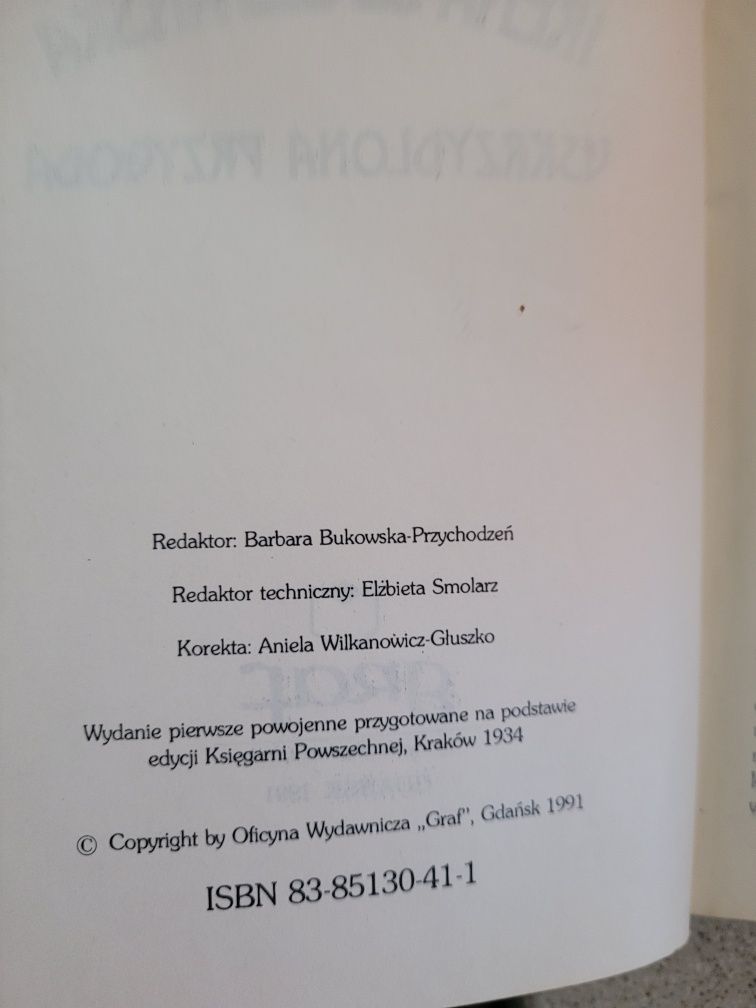 Redaktor: Barbara Bukowska-Przychodzeń
Redaktor techniczny: Elżbieta Smolarz
Korekta: Aniela Wilkanowicz-Głuszko
Wydanie pierwsze powojenne przygotowane na podstawie
edycji Księgarni Powszechnej, Kraków 1934
© Copyright by Oficyna Wydawnicza „Graf”, Gdańsk 1991
ISBN 83-85130-41-1